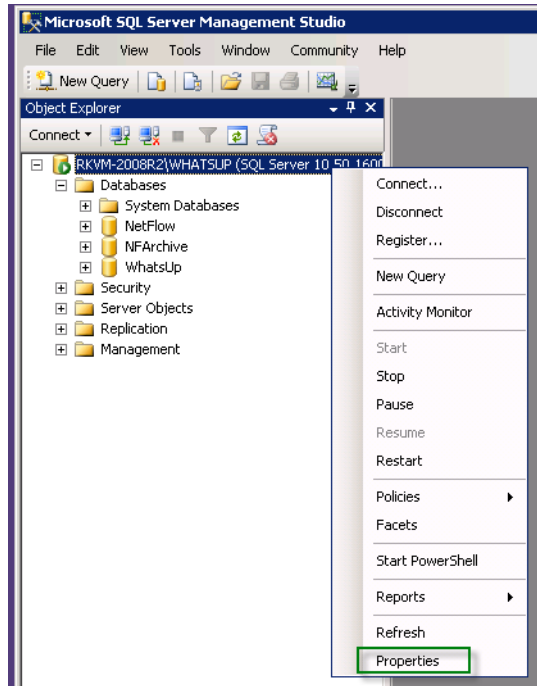 Microsoft SQL Server Management Studio
File Edit View Tools Window Community Help
New Query
Object Explorer
Connect
RKVM-2008R2\WHATSUP (SQL Server 10.50.1600
Databases
System Databases
NetFlow
NFArchive
WhatsUp
Security
Server Objects
Replication
Management
Connect...
Disconnect
Register...
New Query
Activity Monitor
Start
Stop
Pause
Resume
Restart
Policies
Facets
Start PowerShell
Reports
Refresh
Properties